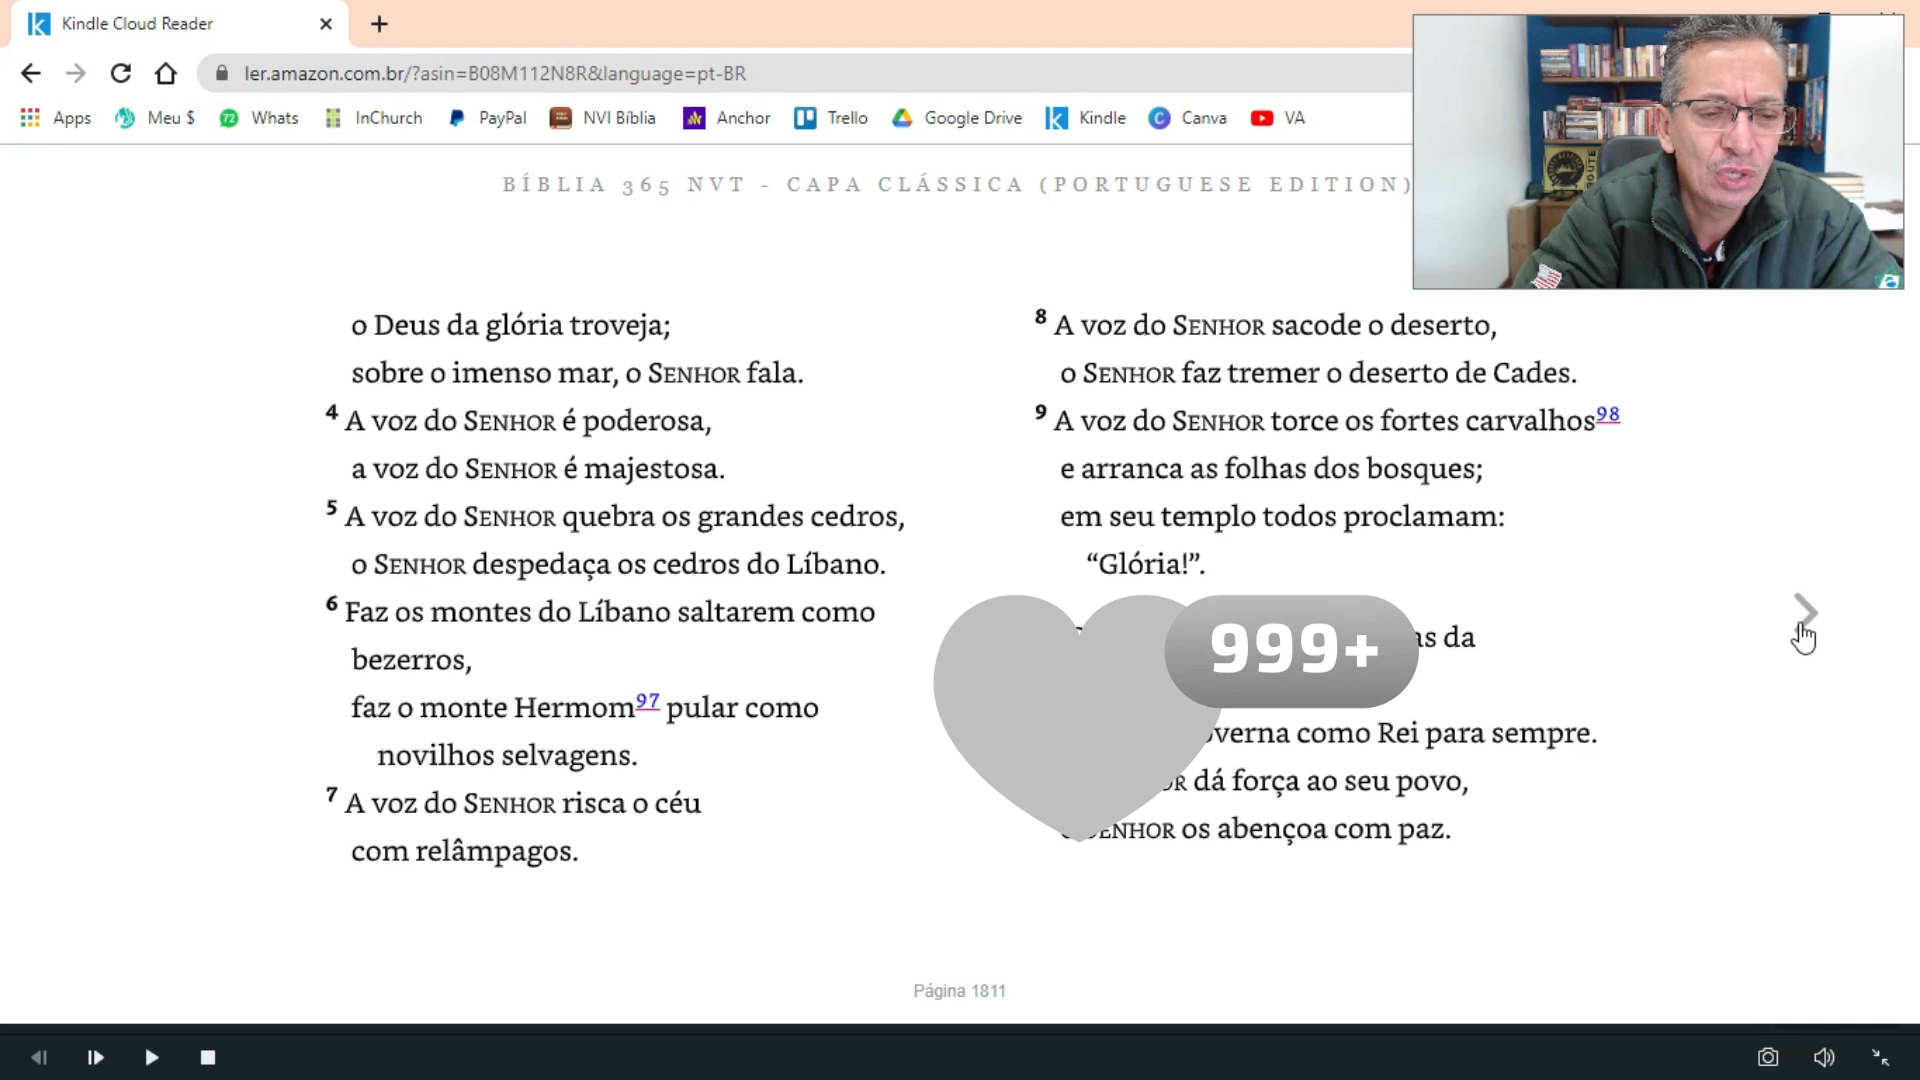 Kindle Cloud Reader
ler.amazon.com.br/?asin=B08M112N8R&language=pt-BR
Apps Meu $ Whats InChurch PayPal NVI Bíblia Anchor Trello Google Drive Kindle Canva VA
BÍBLIA 365 NVT - CAPA CLÁSSICA (PORTUGUESE EDITION)
o Deus da glória troveja;
sobre o imenso mar, o SENHOR fala.
4 A voz do SENHOR é poderosa,
a voz do SENHOR é majestosa.
5 A voz do SENHOR quebra os grandes cedros,
o SENHOR despedaça os cedros do Líbano.
6 Faz os montes do Líbano saltarem como
bezerros,
faz o monte Hermom97 pular como
novilhos selvagens.
7 A voz do SENHOR risca o céu
com relâmpagos.
8 A voz do SENHOR sacode o deserto,
o SENHOR faz tremer o deserto de Cades.
9 A voz do SENHOR torce os fortes carvalhos98
e arranca as folhas dos bosques;
em seu templo todos proclamam:
“Glória!”.
da
como Rei para sempre.
dá força ao seu povo,
os abençoa com paz.
999+
Página 1811